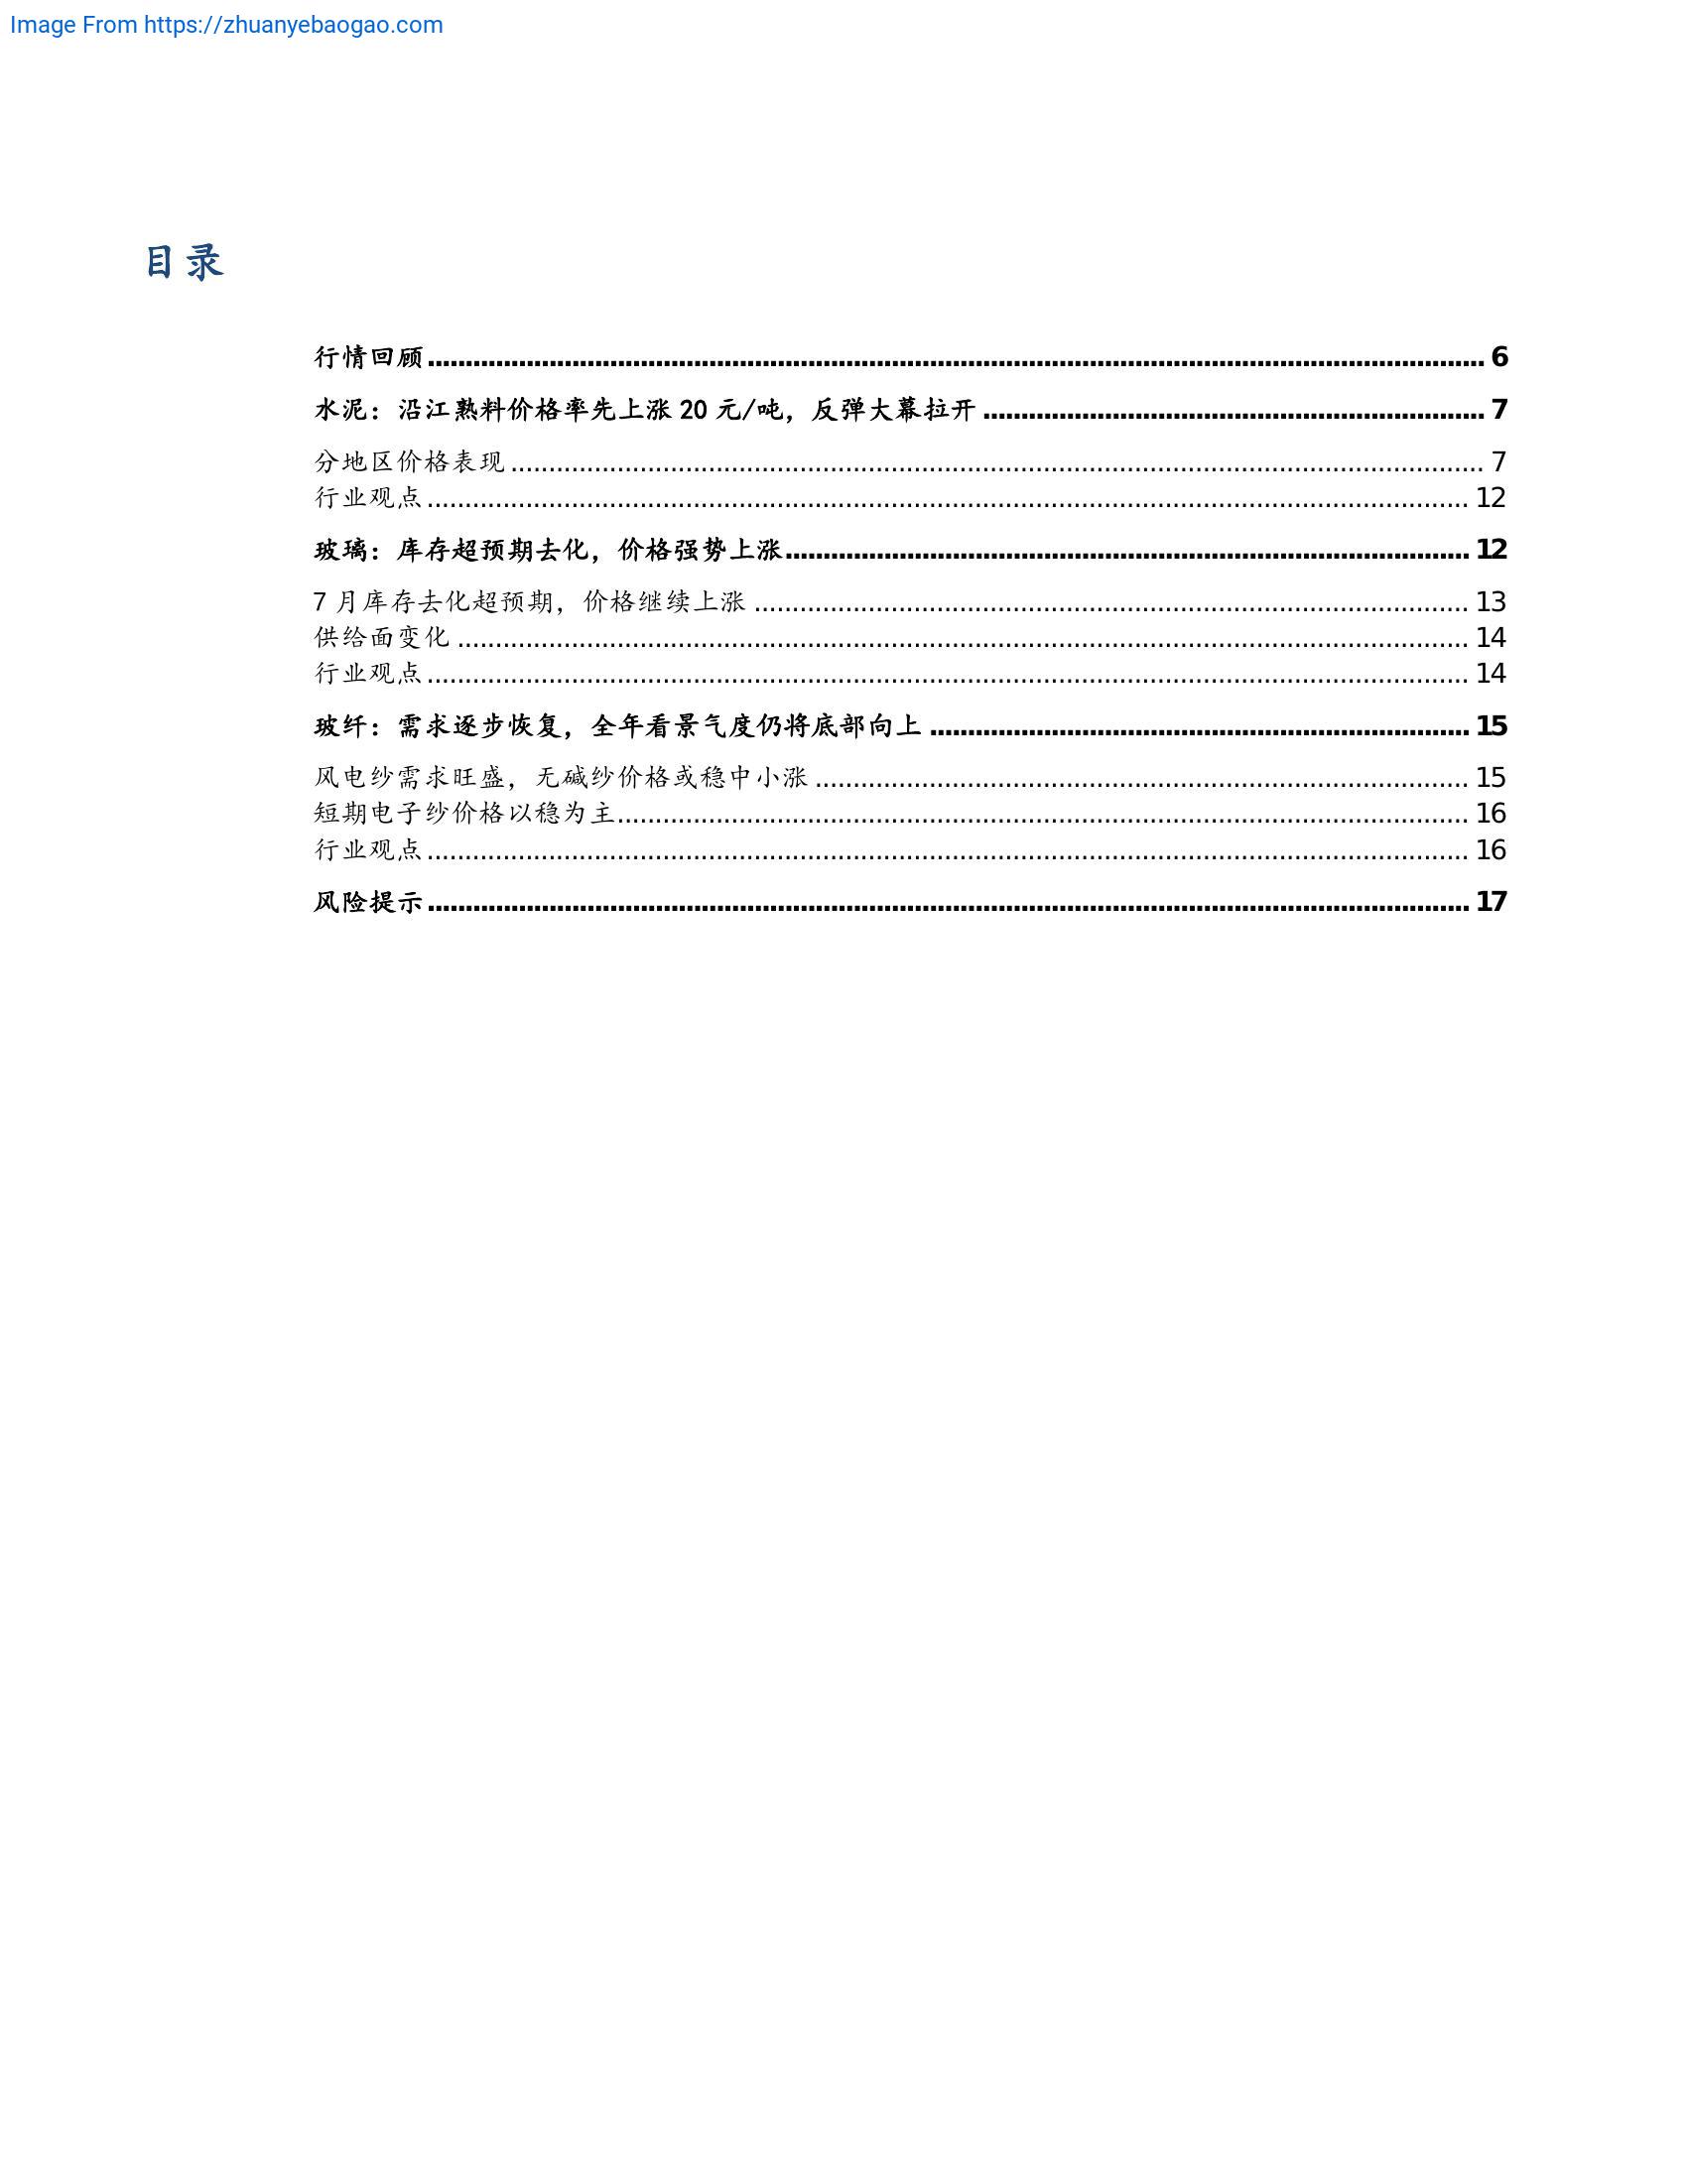 Image From https://zhuanyebaogao.com
目录
行情回顾 6
水泥：沿江熟料价格率先上涨 20 元/吨，反弹大幕拉开 7
分地区价格表现 7
行业观点 12
玻璃：库存超预期去化，价格强势上涨 12
7 月库存去化超预期，价格继续上涨 13
供给面变化 14
行业观点 14
玻纤：需求逐步恢复，全年看景气度仍将底部向上 15
风电纱需求旺盛，无碱纱价格或稳中小涨 15
短期电子纱价格以稳为主 16
行业观点 16
风险提示 17